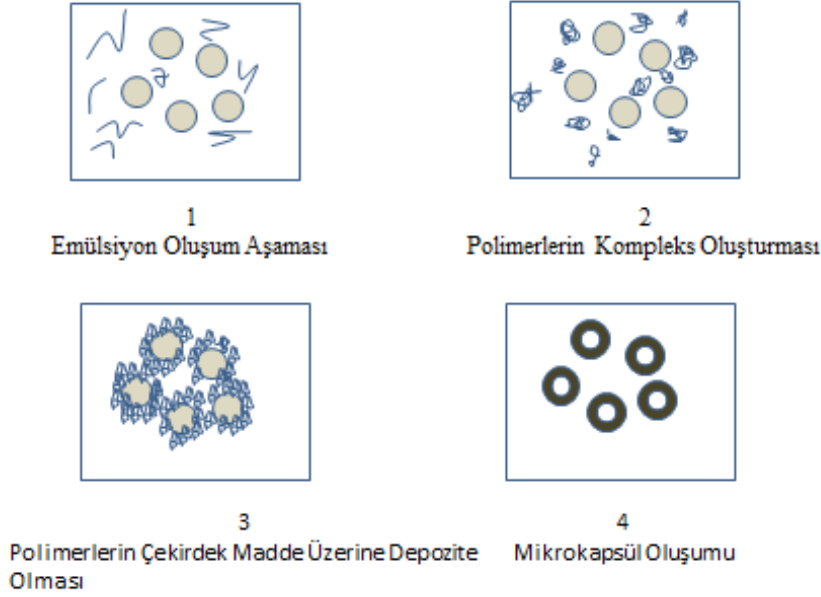 1
Emülsiyon Oluşum Aşaması
2
Polimerlerin Kompleks Oluşturması
3
Polimerlerin Çekirdek Madde Üzerine Depozite
Olması
4
Mikrokapsül Oluşumu